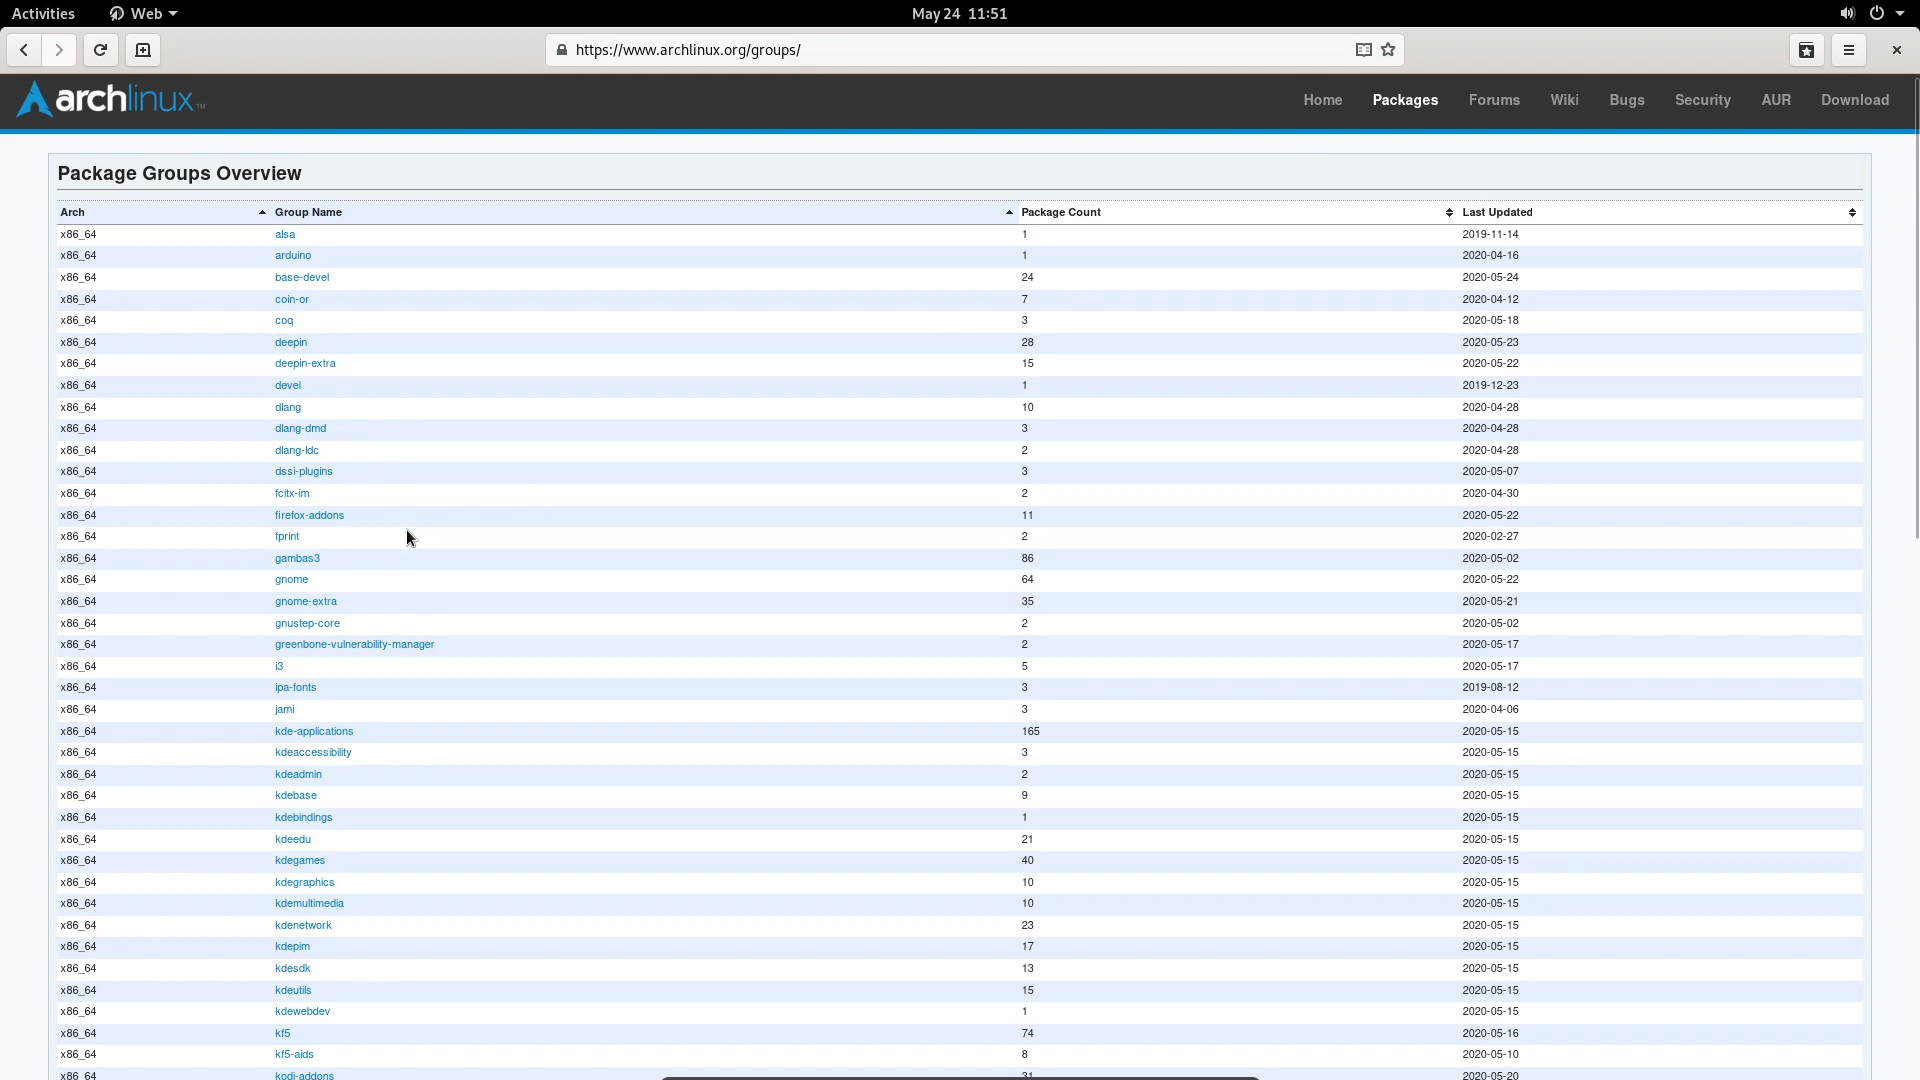 Activities Web May 24 11:51
https://www.archlinux.org/groups/
archlinux™ Home Packages Forums Wiki Bugs Security AUR Download
Package Groups Overview
Arch Group Name Package Count Last Updated
x86_64 alsa 1 2019-11-14
x86_64 arduino 1 2020-04-16
x86_64 base-devel 24 2020-05-24
x86_64 coin-or 7 2020-04-12
x86_64 coq 3 2020-05-18
x86_64 deepin 28 2020-05-23
x86_64 deepin-extra 15 2020-05-22
x86_64 devel 1 2019-12-23
x86_64 dlang 10 2020-04-28
x86_64 dlang-dmd 3 2020-04-28
x86_64 dlang-ldc 2 2020-04-28
x86_64 dssi-plugins 3 2020-05-07
x86_64 fcitx-im 2 2020-04-30
x86_64 firefox-addons 11 2020-05-22
x86_64 fprint 2 2020-02-27
x86_64 gambas3 86 2020-05-02
x86_64 gnome 64 2020-05-22
x86_64 gnome-extra 35 2020-05-21
x86_64 gnustep-core 2 2020-05-02
x86_64 greenbone-vulnerability-manager 2 2020-05-17
x86_64 i3 5 2020-05-17
x86_64 ipa-fonts 3 2019-08-12
x86_64 jami 3 2020-04-06
x86_64 kde-applications 165 2020-05-15
x86_64 kdeaccessibility 3 2020-05-15
x86_64 kdeadmin 2 2020-05-15
x86_64 kdebase 9 2020-05-15
x86_64 kdebindings 1 2020-05-15
x86_64 kdeedu 21 2020-05-15
x86_64 kdegames 40 2020-05-15
x86_64 kdegraphics 10 2020-05-15
x86_64 kdemultimedia 10 2020-05-15
x86_64 kdenetwork 23 2020-05-15
x86_64 kdepim 17 2020-05-15
x86_64 kdesdk 13 2020-05-15
x86_64 kdeutils 15 2020-05-15
x86_64 kdewebdev 1 2020-05-15
x86_64 kf5 74 2020-05-16
x86_64 kf5-aids 8 2020-05-10
x86_64 kodi-addons 31 2020-05-20